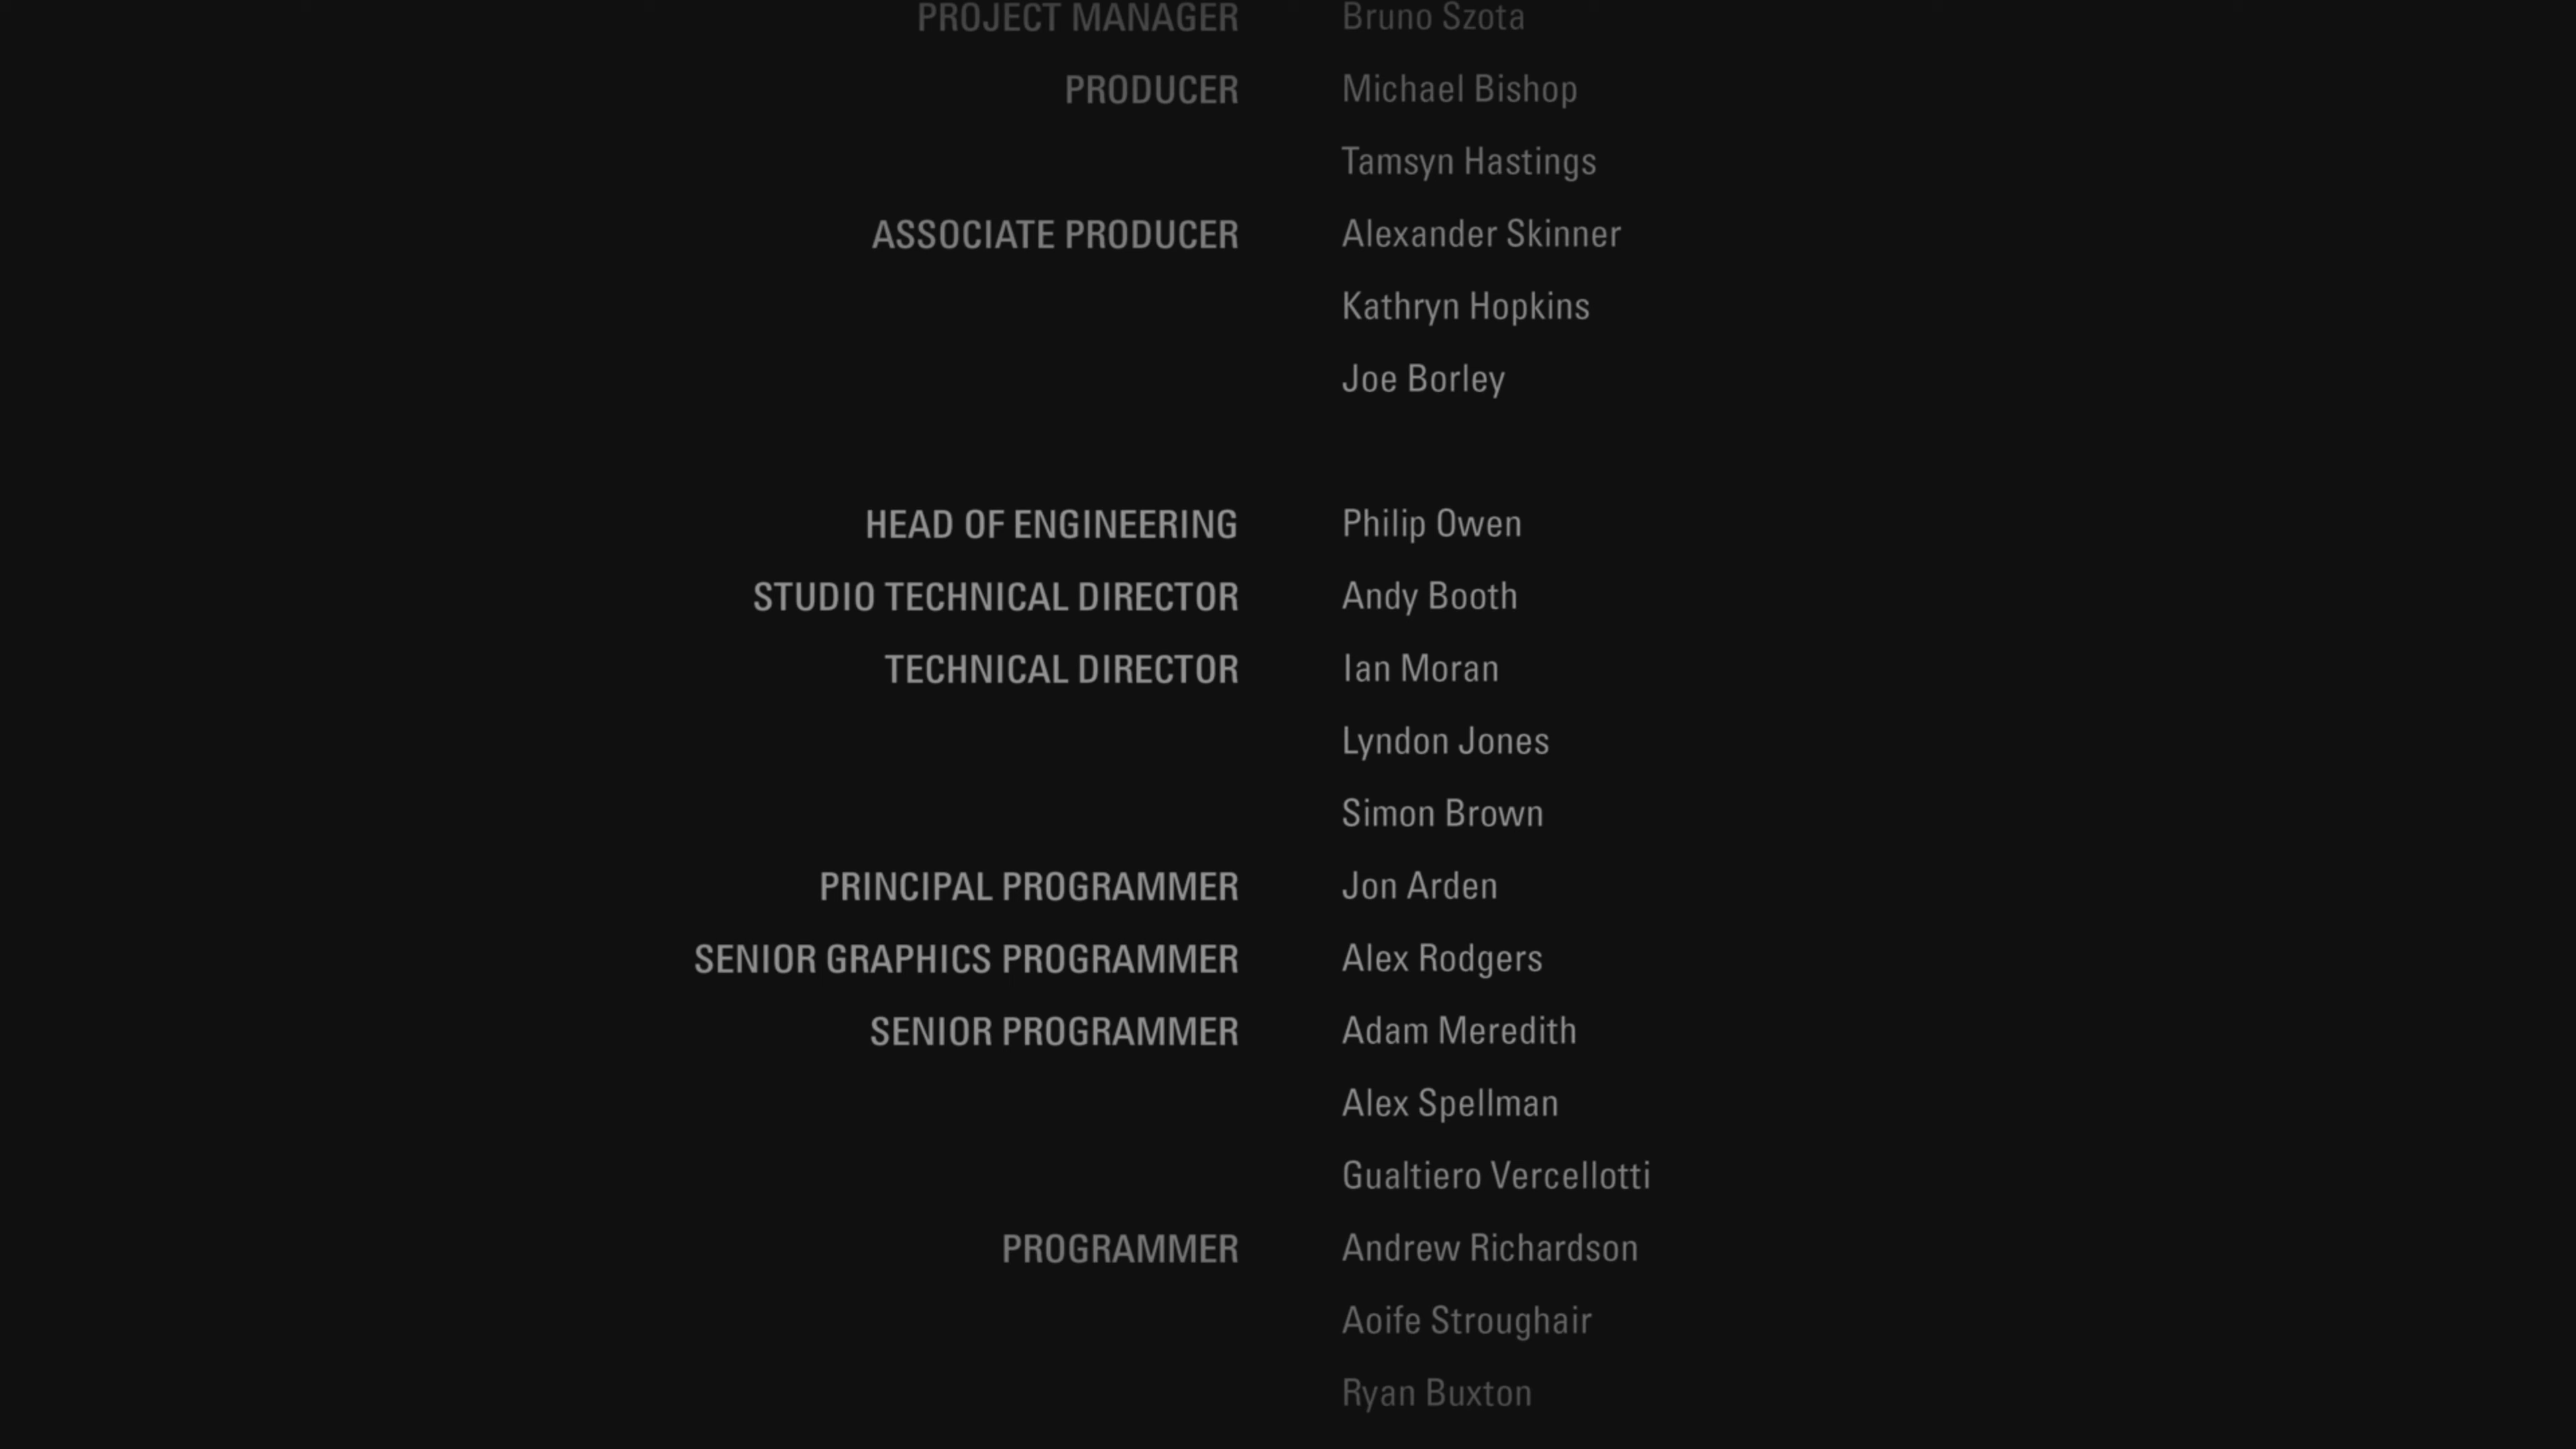 PROJECT MANAGER Bruno Szota
PRODUCER Michael Bishop
Tamsyn Hastings
ASSOCIATE PRODUCER Alexander Skinner
Kathryn Hopkins
Joe Borley
HEAD OF ENGINEERING Philip Owen
STUDIO TECHNICAL DIRECTOR Andy Booth
TECHNICAL DIRECTOR Ian Moran
Lyndon Jones
Simon Brown
PRINCIPAL PROGRAMMER Jon Arden
SENIOR GRAPHICS PROGRAMMER Alex Rodgers
SENIOR PROGRAMMER Adam Meredith
Alex Spellman
Gualtiero Vercellotti
PROGRAMMER Andrew Richardson
Aoife Stroughair
Ryan Buxton